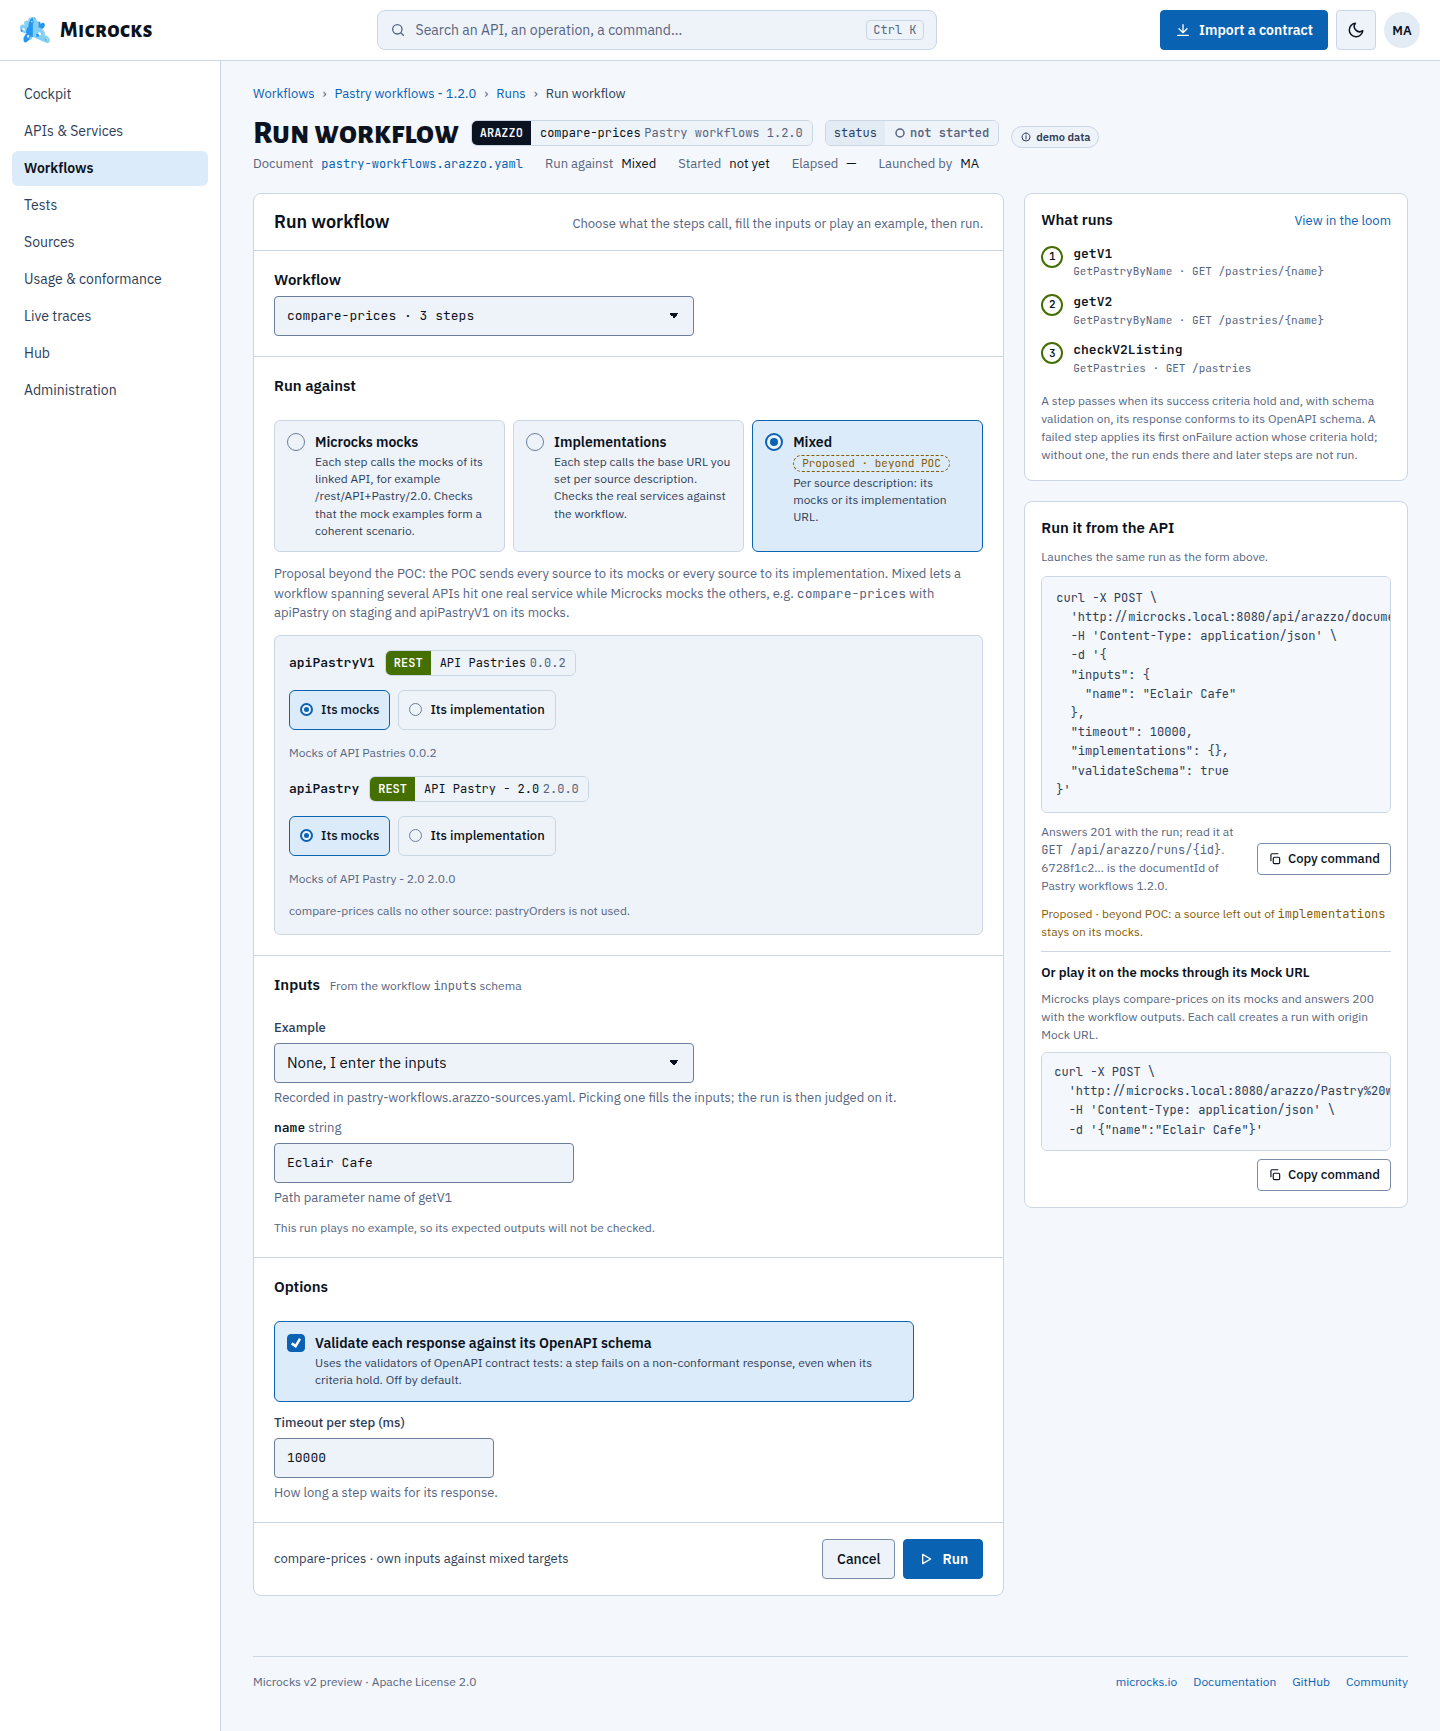 Microcks
Search an API, an operation, a command...
Ctrl K
Import a contract
MA
Cockpit
APIs & Services
Workflows
Tests
Sources
Usage & conformance
Live traces
Hub
Administration
Workflows › Pastry workflows - 1.2.0 › Runs › Run workflow
Run workflow
ARAZZO compare-prices Pastry workflows 1.2.0
status not started
demo data
Document pastry-workflows.arazzo.yaml Run against Mixed Started not yet Elapsed — Launched by MA
Run workflow
Choose what the steps call, fill the inputs or play an example, then run.
Workflow
compare-prices · 3 steps
Run against
Microcks mocks
Each step calls the mocks of its
linked API, for example
/rest/API+Pastry/2.0. Checks
that the mock examples form a
coherent scenario.
Implementations
Each step calls the base URL you
set per source description.
Checks the real services against
the workflow.
Mixed
Proposed · beyond POC
Per source description: its
mocks or its implementation
URL.
Proposal beyond the POC: the POC sends every source to its mocks or every source to its implementation. Mixed lets a
workflow spanning several APIs hit one real service while Microcks mocks the others, e.g. compare-prices with
apiPastry on staging and apiPastryV1 on its mocks.
apiPastryV1 REST API Pastries 0.0.2
Its mocks Its implementation
Mocks of API Pastries 0.0.2
apiPastry REST API Pastry - 2.0 2.0.0
Its mocks Its implementation
Mocks of API Pastry - 2.0 2.0.0
compare-prices calls no other source: pastryOrders is not used.
Inputs From the workflow inputs schema
Example
None, I enter the inputs
Recorded in pastry-workflows.arazzo-sources.yaml. Picking one fills the inputs; the run is then judged on it.
name string
Eclair Cafe
Path parameter name of getV1
This run plays no example, so its expected outputs will not be checked.
Options
Validate each response against its OpenAPI schema
Uses the validators of OpenAPI contract tests: a step fails on a non-conformant response, even when its
criteria hold. Off by default.
Timeout per step (ms)
10000
How long a step waits for its response.
compare-prices · own inputs against mixed targets
Cancel
Run
What runs
View in the loom
1 getV1
GetPastryByName · GET /pastries/{name}
2 getV2
GetPastryByName · GET /pastries/{name}
3 checkV2Listing
GetPastries · GET /pastries
A step passes when its success criteria hold and, with schema
validation on, its response conforms to its OpenAPI schema. A
failed step applies its first onFailure action whose criteria hold;
without one, the run ends there and later steps are not run.
Run it from the API
Launches the same run as the form above.
curl -X POST \
'http://microcks.local:8080/api/arazzo/docume
-H 'Content-Type: application/json' \
-d '{
"inputs": {
"name": "Eclair Cafe"
},
"timeout": 10000,
"implementations": {},
"validateSchema": true
}'
Answers 201 with the run; read it at
GET /api/arazzo/runs/{id}.
6728f1c2... is the documentId of
Pastry workflows 1.2.0.
Copy command
Proposed · beyond POC: a source left out of implementations
stays on its mocks.
Or play it on the mocks through its Mock URL
Microcks plays compare-prices on its mocks and answers 200
with the workflow outputs. Each call creates a run with origin
Mock URL.
curl -X POST \
'http://microcks.local:8080/arazzo/Pastry%20w
-H 'Content-Type: application/json' \
-d '{"name":"Eclair Cafe"}'
Copy command
Microcks v2 preview · Apache License 2.0
microcks.io Documentation GitHub Community